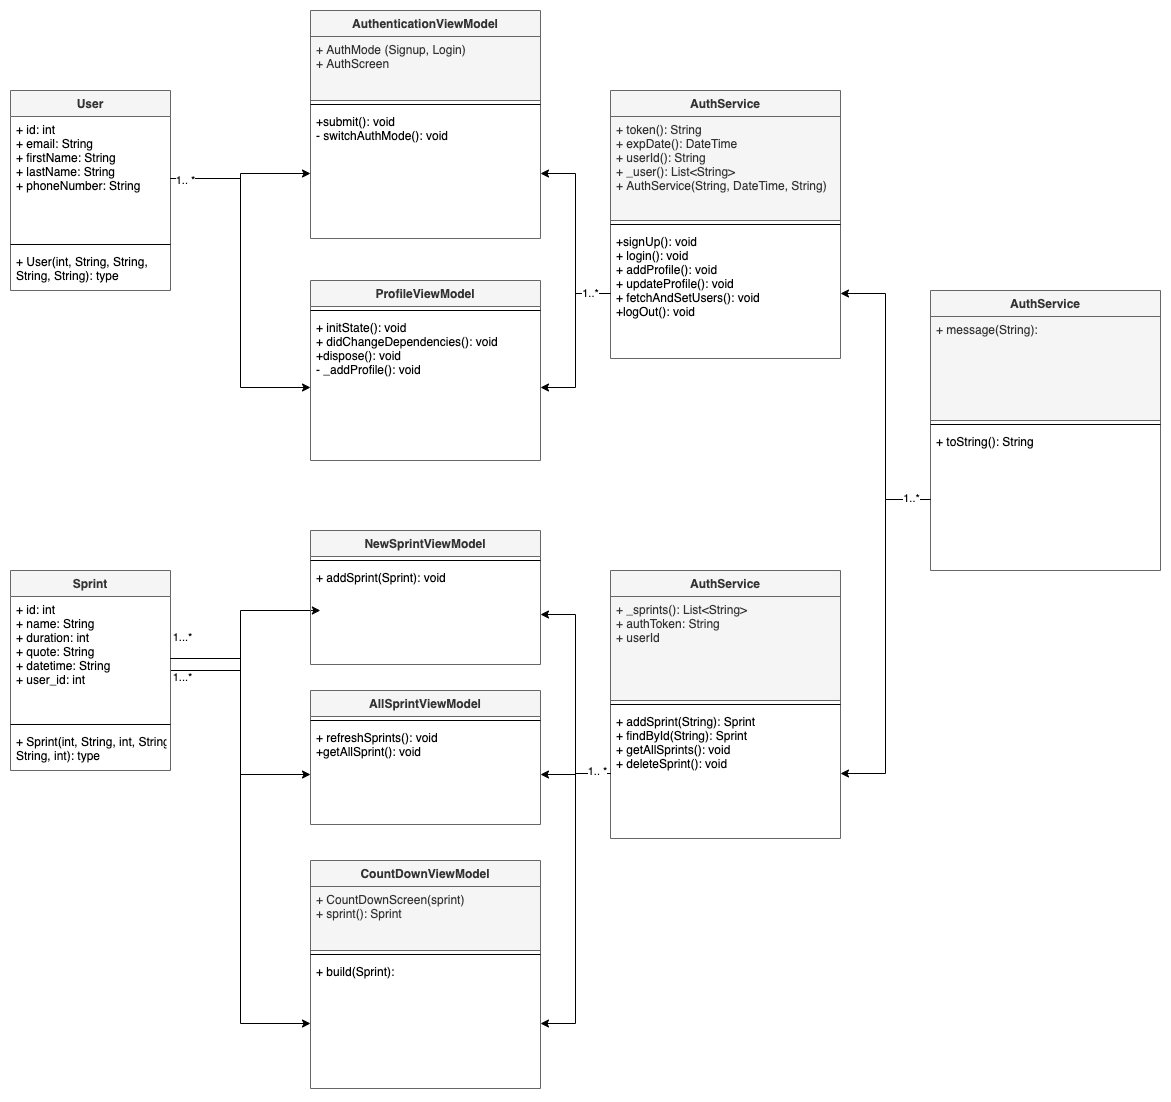 AuthenticationViewModel
+ AuthMode (Signup, Login)
+ AuthScreen
+submit(): void
- switchAuthMode(): void
User
+ id: int
+ email: String
+ firstName: String
+ lastName: String
+ phoneNumber: String
+ User(int, String, String,
String, String): type
1.. *
ProfileViewModel
+ initState(): void
+ didChangeDependencies(): void
+dispose(): void
- _addProfile(): void
1..*
AuthService
+ token(): String
+ expDate(): DateTime
+ userId(): String
+ _user(): List<String>
+ AuthService(String, DateTime, String)
+signUp(): void
+ login(): void
+ addProfile(): void
+ updateProfile(): void
+ fetchAndSetUsers(): void
+logOut(): void
AuthService
+ message(String):
+ toString(): String
1..*
NewSprintViewModel
+ addSprint(Sprint): void
Sprint
+ id: int
+ name: String
+ duration: int
+ quote: String
+ datetime: String
+ user_id: int
+ Sprint(int, String, int, String
String, int): type
1...*
1...*
AllSprintViewModel
+ refreshSprints(): void
+getAllSprint(): void
1.. *
AuthService
+ _sprints(): List<String>
+ authToken: String
+ userId
+ addSprint(String): Sprint
+ findById(String): Sprint
+ getAllSprints(): void
+ deleteSprint(): void
CountDownViewModel
+ CountDownScreen(sprint)
+ sprint(): Sprint
+ build(Sprint):